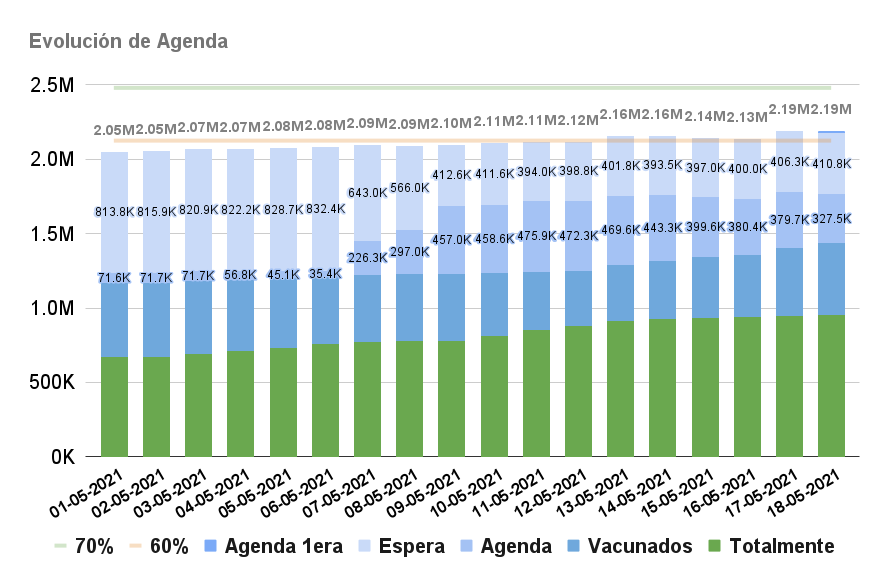 Evolución de Agenda
2.5M
2.05M 2.05M 2.07M 2.07M 2.08M 2.08M 2.09M 2.09M 2.10M 2.11M 2.11M 2.12M 2.16M 2.16M 2.14M 2.13M 2.19M 2.19M
2.0M
813.8K 815.9K 820.9K 822.2K 828.7K 832.4K 643.0K 566.0K 412.6K 411.6K 394.0K 398.8K 401.8K 393.5K 397.0K 400.0K 406.3K 410.8K
1.5M
71.6K 71.7K 71.7K 56.8K 45.1K 35.4K 226.3K 297.0K 457.0K 458.6K 475.9K 472.3K 469.6K 443.3K 399.6K 380.4K 379.7K 327.5K
1.0M
500K
0K
01-05-2021 02-05-2021 03-05-2021 04-05-2021 05-05-2021 06-05-2021 07-05-2021 08-05-2021 09-05-2021 10-05-2021 11-05-2021 12-05-2021 13-05-2021 14-05-2021 15-05-2021 16-05-2021 17-05-2021 18-05-2021
70% 60% Agenda 1era Espera Agenda Vacunados Totalmente